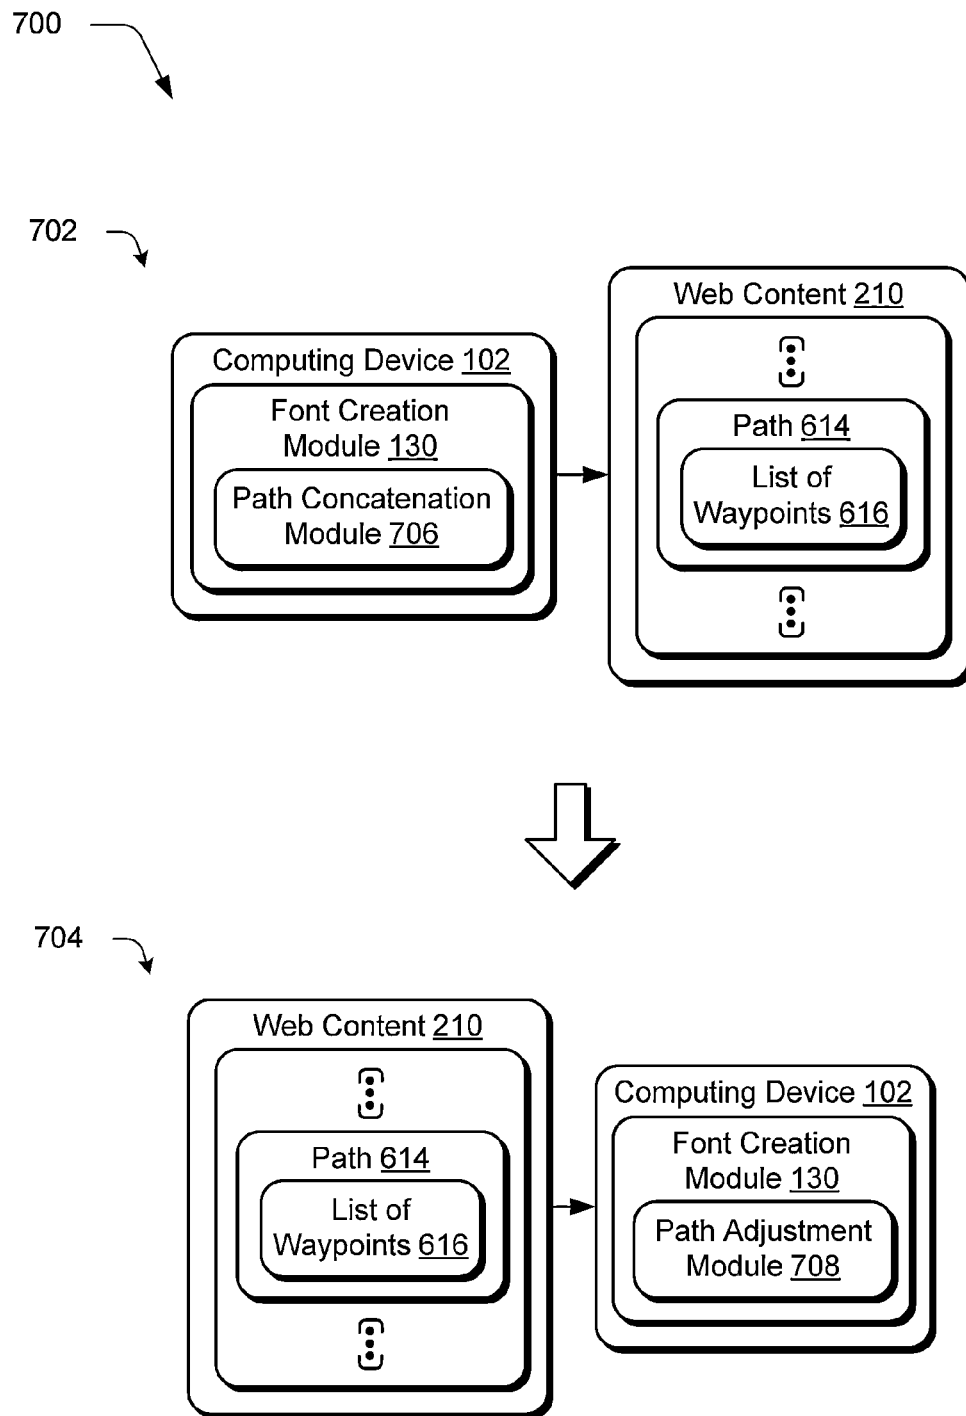 700
702
Web Content 210
Computing Device 102
Font Creation
Module 130
Path 614
Path Concatenation
Module 706
List of
Waypoints 616
704
Web Content 210
Computing Device 102
Path 614
Font Creation
Module 130
List of
Waypoints 616
Path Adjustment
Module 708